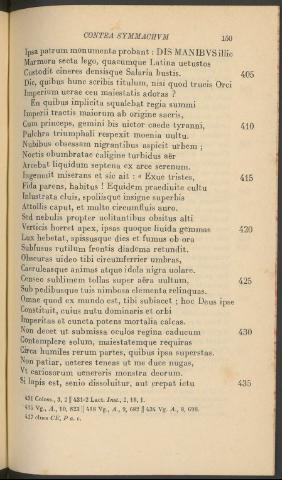 CONTRA SYMMACHVM 150
Ipsa patrum monumenta probant : DIS MANIBVS illic
Marmora secta lego, quacumque Latina uetustos
Custodit cineres densisque Salaria bustis. 405
Dic, quibus hunc scribis titulum, nisi quod trucis Orci
Imperium uerae ceu maiestatis adoras ?
En quibus implicita squalebat regia summi
Imperii tractis maiorum ab origine sacris,
Cum princeps, gemini bis uictor caede tyranni, 410
Pulchra triumphali respexit moenia uultu.
Nubibus obsessam nigrantibus aspicit urbem ;
Noctis obumbratae caligine turbidus aër
Arcebat liquidum septena ex arce serenum.
Ingemuit miserans et sic ait : « Exue tristes, 415
Fida parens, habitus ! Equidem praediuite cultu
Inlustrata cluis, spoliisque insigne superbis
Attollis caput, et multo circumfluis auro.
Sed nebulis propter uolitantibus obsitus alti
Verticis horret apex, ipsas quoque liuida gemmas 420
Lux hebetat, spissusque dies et fumus ob ora
Subfusus rutilum frontis diadema retundit.
Obscuras uideo tibi circumferrier umbras,
Caeruleasque animas atque idola nigra uolare.
Censeo sublimem tollas super aëra uultum, 425
Sub pedibusque tuis nimbosa elementa relinquas.
Omne quod ex mundo est, tibi subiacet ; hoc Deus ipse
Constituit, cuius nutu dominaris et orbi
Imperitas et cuncta potens mortalia calcas.
Non decet ut submissa oculos regina caducum 430
Contemplere solum, maiestatemque requiras
Circa humiles rerum partes, quibus ipsa superstas.
Non patiar, ueteres teneas ut me duce nugas,
Vt cariosorum uenereris monstra deorum.
Si lapis est, senio dissoluitur, aut crepat ictu 435